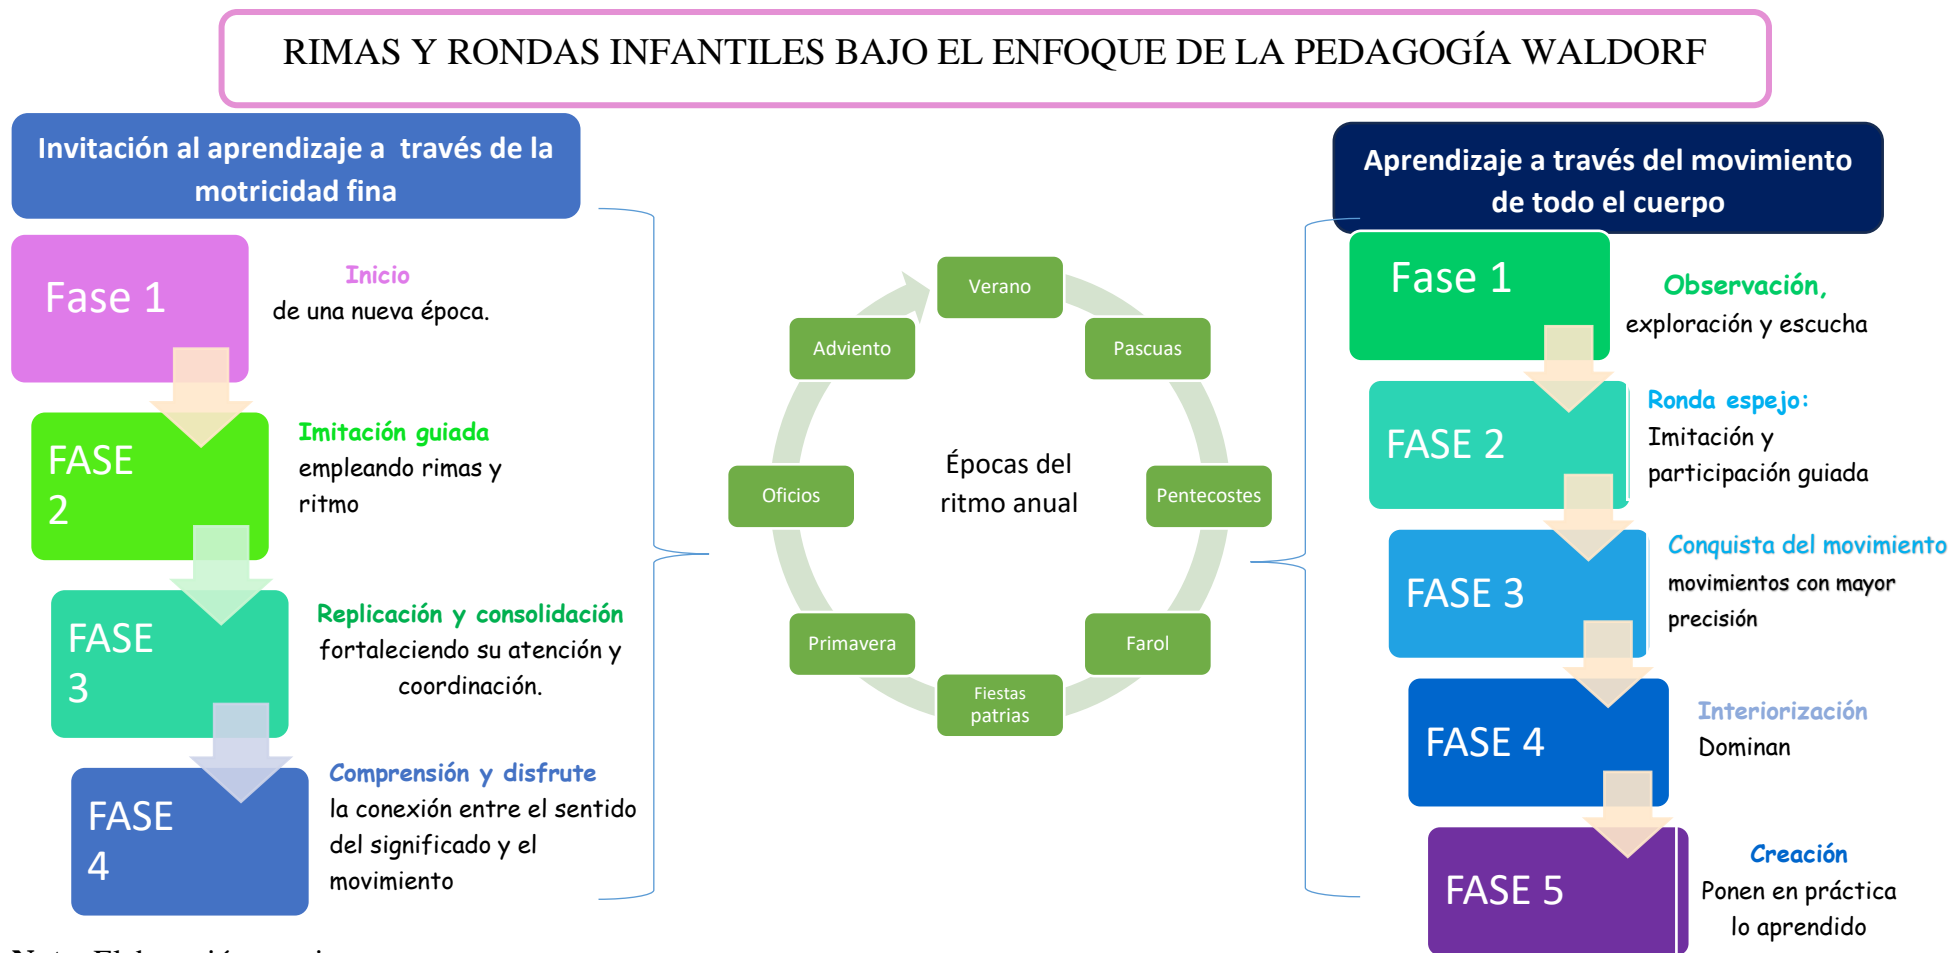 RIMAS Y RONDAS INFANTILES BAJO EL ENFOQUE DE LA PEDAGOGÍA WALDORF
Invitación al aprendizaje a través de la
motricidad fina
Fase 1
Inicio
de una nueva época.
FASE
2
Imitación guiada
empleando rimas y
ritmo
FASE
3
Replicación y consolidación
fortaleciendo su atención y
coordinación.
FASE
4
Comprensión y disfrute
la conexión entre el sentido
del significado y el
movimiento
Épocas del
ritmo anual
Verano
Pascuas
Pentecostes
Farol
Fiestas
patrias
Primavera
Oficios
Adviento
Aprendizaje a través del movimiento
de todo el cuerpo
Fase 1
Observación,
exploración y escucha
FASE 2
Ronda espejo:
Imitación y
participación guiada
FASE 3
Conquista del movimiento
movimientos con mayor
precisión
FASE 4
Interiorización
Dominan
FASE 5
Creación
Ponen en práctica
lo aprendido